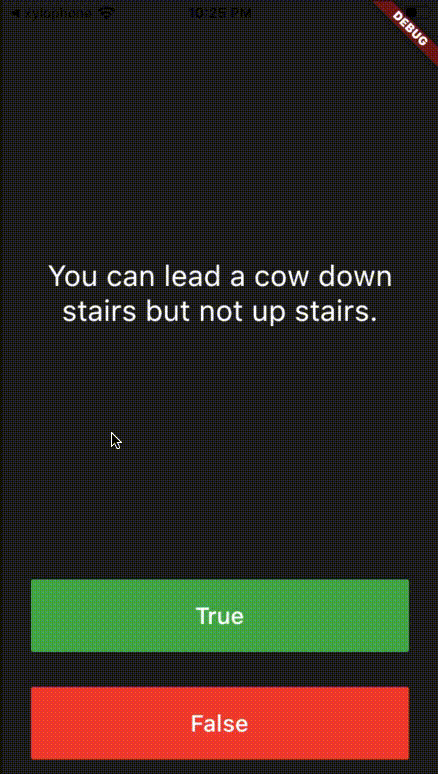 ◀ xylophone 10:25 PM
DEBUG
You can lead a cow down
stairs but not up stairs.
True
False